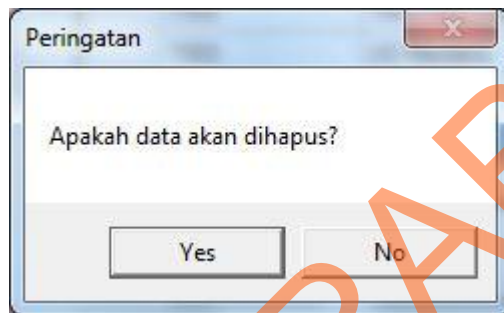 Peringatan
Apakah data akan dihapus?
Yes
No